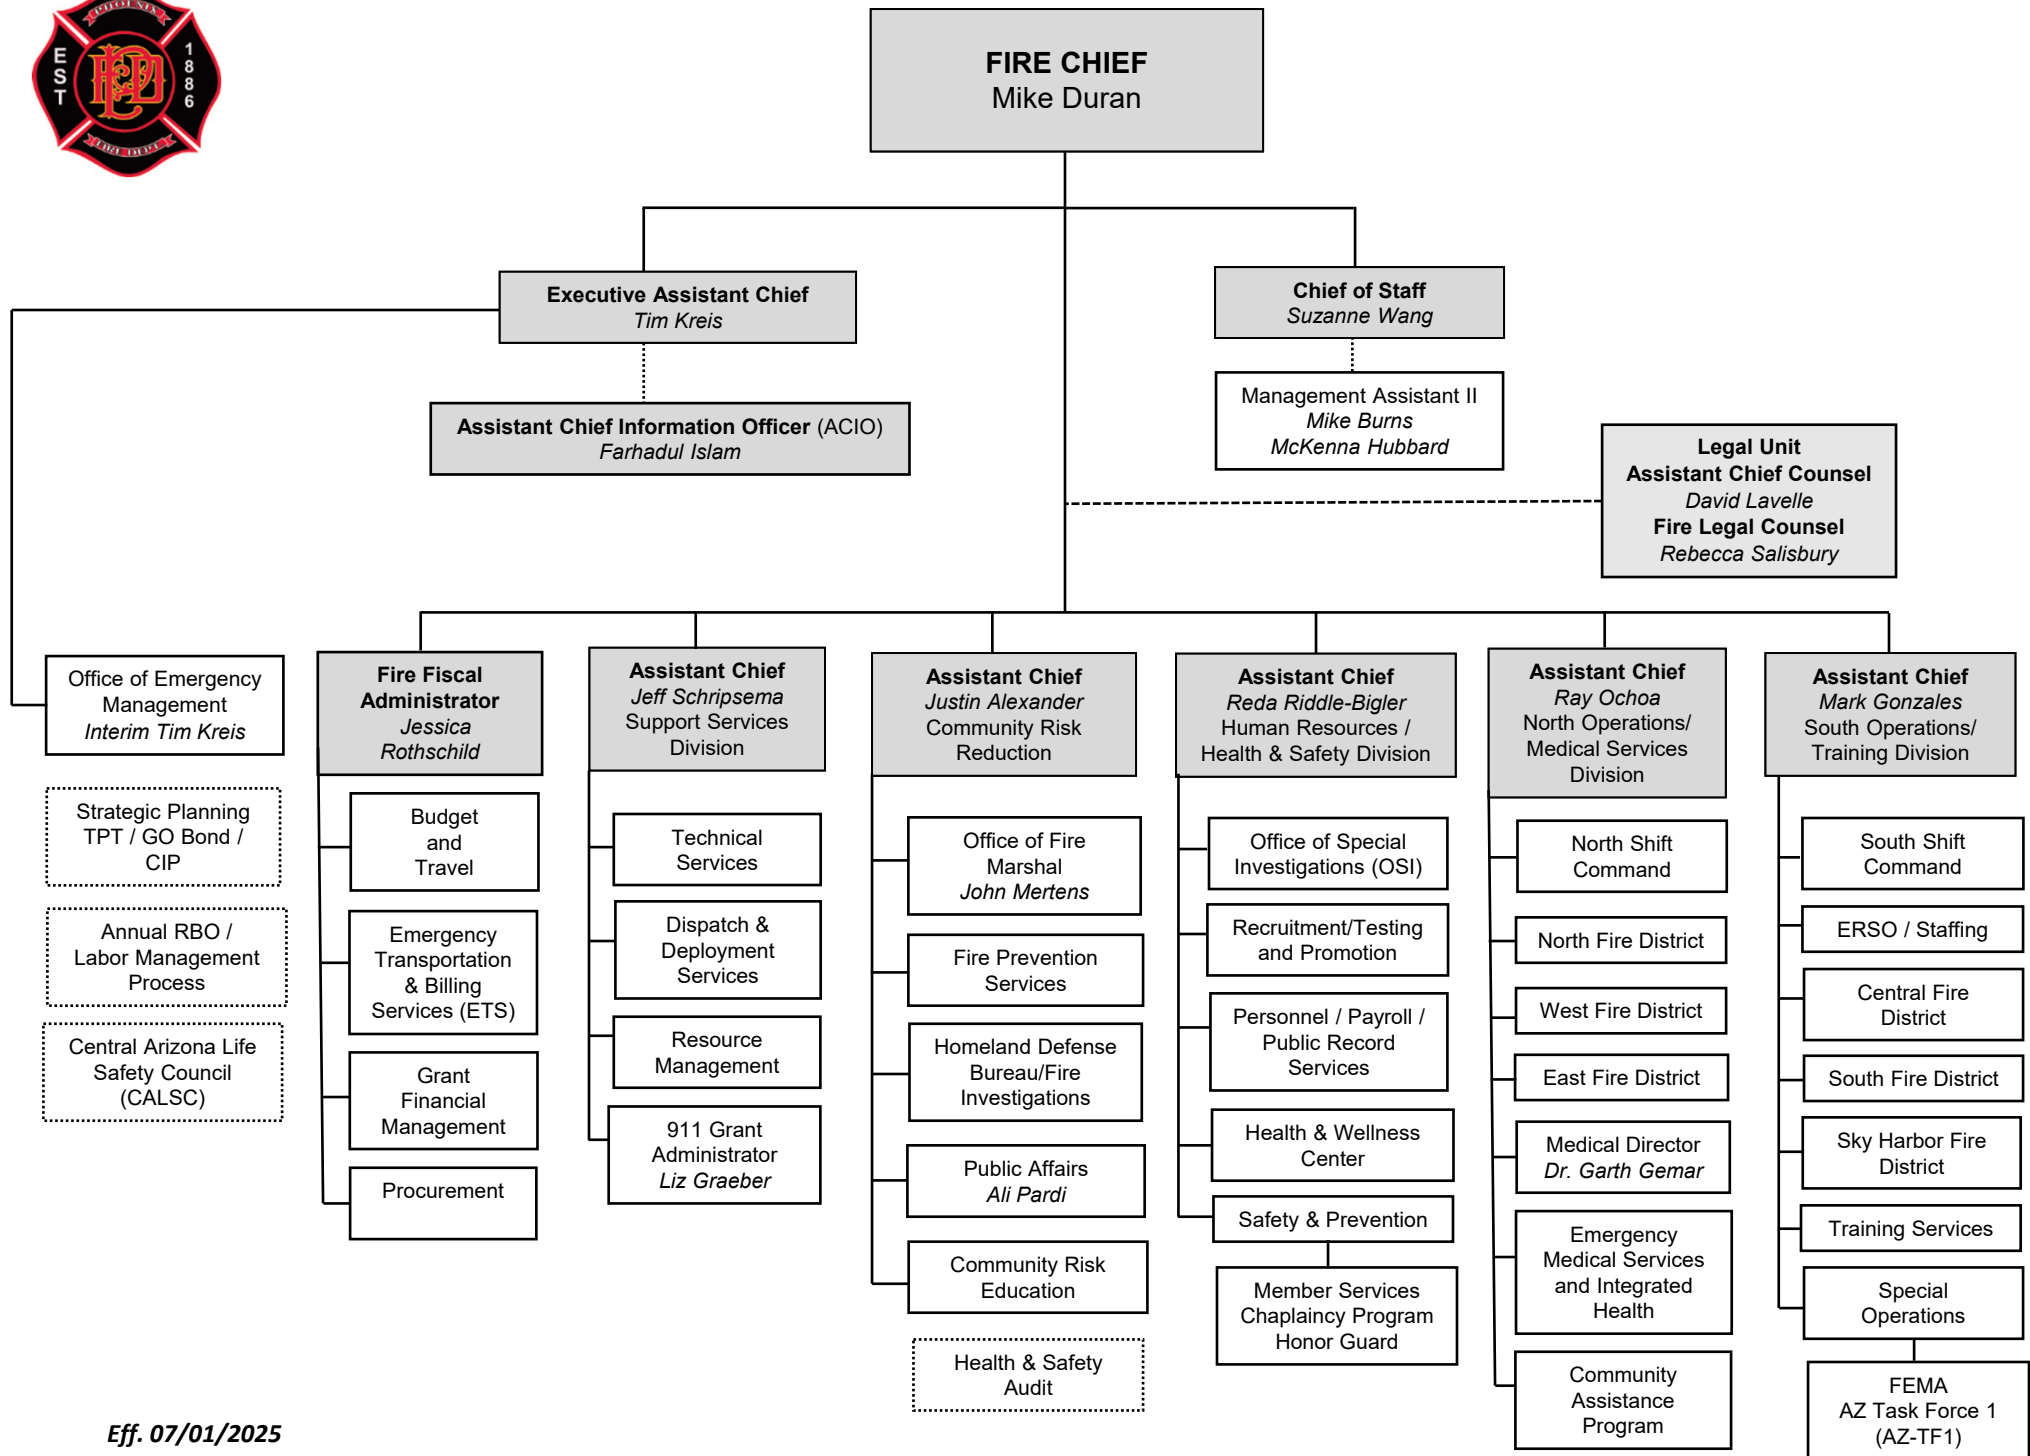 PHOENIX
EST
1886
FIRE DEPT
FIRE CHIEF
Mike Duran
Executive Assistant Chief
Tim Kreis
Chief of Staff
Suzanne Wang
Assistant Chief Information Officer (ACIO)
Farhadul Islam
Management Assistant II
Mike Burns
McKenna Hubbard
Legal Unit
Assistant Chief Counsel
David Lavelle
Fire Legal Counsel
Rebecca Salisbury
Office of Emergency
Management
Interim Tim Kreis
Strategic Planning
TPT / GO Bond /
CIP
Annual RBO /
Labor Management
Process
Central Arizona Life
Safety Council
(CALSC)
Fire Fiscal
Administrator
Jessica
Rothschild
Budget
and
Travel
Emergency
Transportation
& Billing
Services (ETS)
Grant
Financial
Management
Procurement
Assistant Chief
Jeff Schripsema
Support Services
Division
Technical
Services
Dispatch &
Deployment
Services
Resource
Management
911 Grant
Administrator
Liz Graeber
Assistant Chief
Justin Alexander
Community Risk
Reduction
Office of Fire
Marshal
John Mertens
Fire Prevention
Services
Homeland Defense
Bureau/Fire
Investigations
Public Affairs
Ali Pardi
Community Risk
Education
Health & Safety
Audit
Assistant Chief
Reda Riddle-Bigler
Human Resources /
Health & Safety Division
Office of Special
Investigations (OSI)
Recruitment/Testing
and Promotion
Personnel / Payroll /
Public Record
Services
Health & Wellness
Center
Safety & Prevention
Member Services
Chaplaincy Program
Honor Guard
Assistant Chief
Ray Ochoa
North Operations/
Medical Services
Division
North Shift
Command
North Fire District
West Fire District
East Fire District
Medical Director
Dr. Garth Gemar
Emergency
Medical Services
and Integrated
Health
Community
Assistance
Program
Assistant Chief
Mark Gonzales
South Operations/
Training Division
South Shift
Command
ERSO / Staffing
Central Fire
District
South Fire District
Sky Harbor Fire
District
Training Services
Special
Operations
FEMA
AZ Task Force 1
(AZ-TF1)
Eff. 07/01/2025